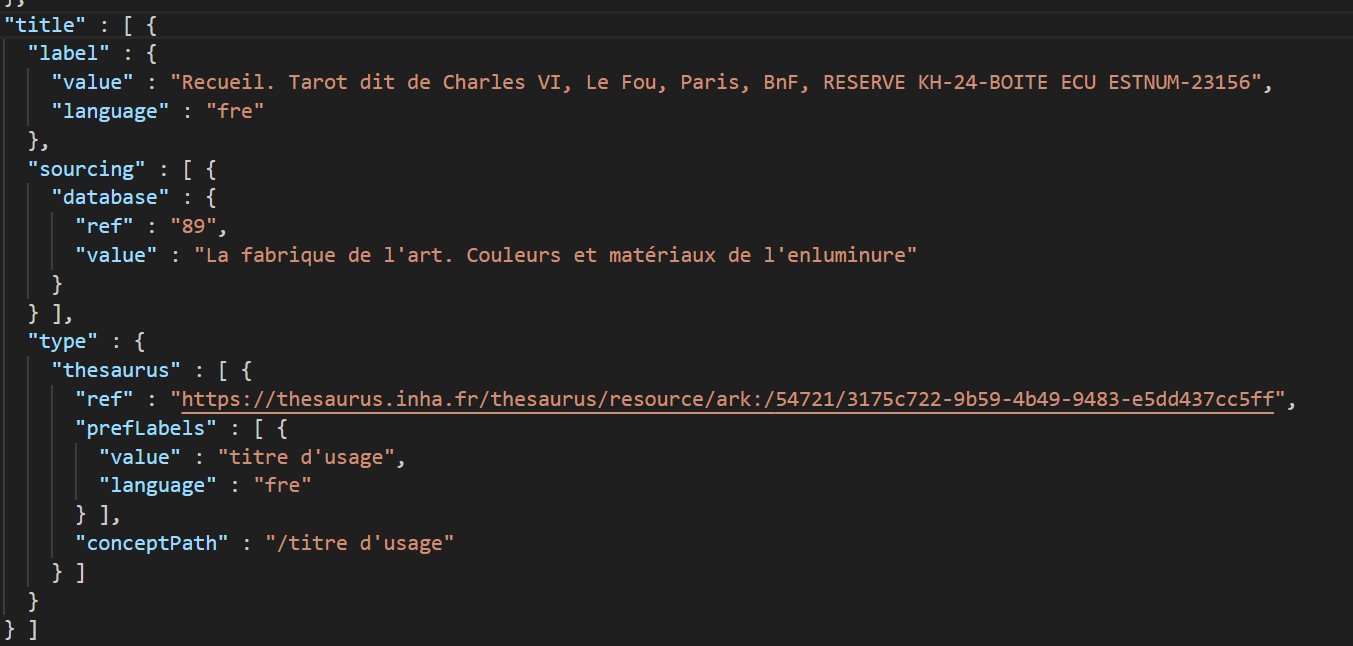 },
"title" : [ {
"label" : {
"value" : "Recueil. Tarot dit de Charles VI, Le Fou, Paris, BnF, RESERVE KH-24-BOITE ECU ESTNUM-23156",
"language" : "fre"
},
"sourcing" : [ {
"database" : {
"ref" : "89",
"value" : "La fabrique de l'art. Couleurs et matériaux de l'enluminure"
}
} ],
"type" : {
"thesaurus" : [ {
"ref" : "https://thesaurus.inha.fr/thesaurus/resource/ark:/54721/3175c722-9b59-4b49-9483-e5dd437cc5ff",
"prefLabels" : [ {
"value" : "titre d'usage",
"language" : "fre"
} ],
"conceptPath" : "/titre d'usage"
} ]
}
} ]